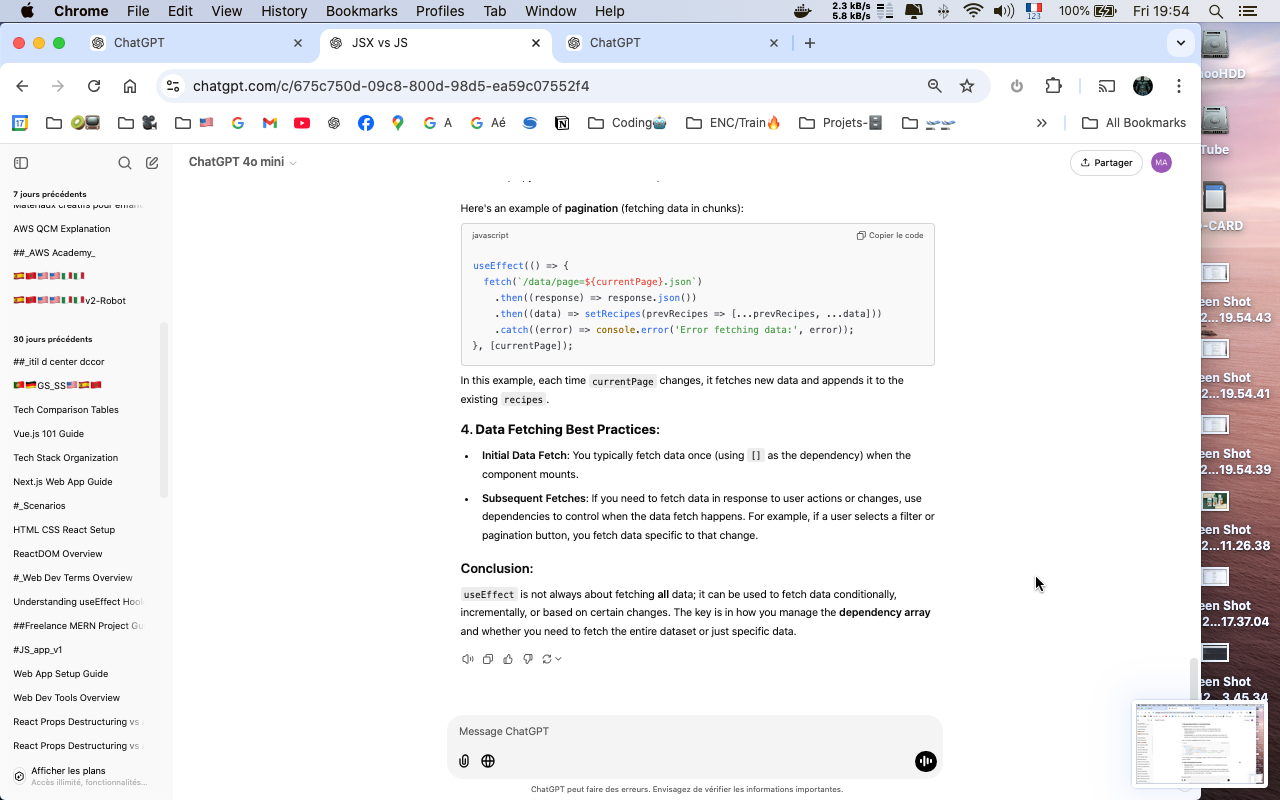 Chrome File Edit View History Bookmarks Profiles Tab Window Help
2.3 kB/s
5.8 kB/s
123
100%
Fri 19:54
ChatGPT
JSX vs JS
ChatGPT
chatgpt.com/c/675c750d-09c8-800d-98d5-ea59c07552f4
17
A
Aé
Coding
ENC/Train
Projets-
All Bookmarks
ChatGPT 4o mini
Partager
MA
7 jours précédents
AWS QCM Explanation
##_AWS Academy_
v2-Robot
30 jours précédents
##_itil d center dccor
GS_SS
Tech Comparison Tables
Vue.js 101 Guide
Tech Stack Organization
Next.js Web App Guide
#_Scenarios
HTML CSS React Setup
ReactDOM Overview
#_Web Dev Terms Overview
Understanding useEffect Hook
##Freelance MERN Project Gu
#JS_app_v1
Web App Setup Guide
Web Dev Tools Overview
React Props Destructuring vs
React Props Destructuring vs
Afficher les plans
Accès illimité, fonctionnalités...
Here's an example of pagination (fetching data in chunks):
javascript
Copier le code
useEffect(() => {
fetch(`/data/page=${currentPage}.json`)
.then((response) => response.json())
.then((data) => setRecipes(prevRecipes => [...prevRecipes, ...data]))
.catch((error) => console.error('Error fetching data:', error));
}, [currentPage]);
In this example, each time currentPage changes, it fetches new data and appends it to the
existing recipes .
4. Data Fetching Best Practices:
Initial Data Fetch: You typically fetch data once (using [] as the dependency) when the
component mounts.
Subsequent Fetches: If you need to fetch data in response to user actions or changes, use
dependencies to control when the data fetch happens. For example, if a user selects a filter or
pagination button, you fetch data specific to that change.
Conclusion:
useEffect is not always about fetching all data; it can be used to fetch data conditionally,
incrementally, or based on certain changes. The key is in how you manage the dependency array
and whether you need to fetch the entire dataset or just specific data.
Message ChatGPT
ChatGPT peut faire des erreurs. Envisagez de vérifier les informations importantes.
ooHDD
Tube
-CARD
een Shot
2...19.54.43
een Shot
2...19.54.41
een Shot
2...19.54.39
een Shot
2...11.26.38
een Shot
2...17.37.04
een Shot
2...3.45.34